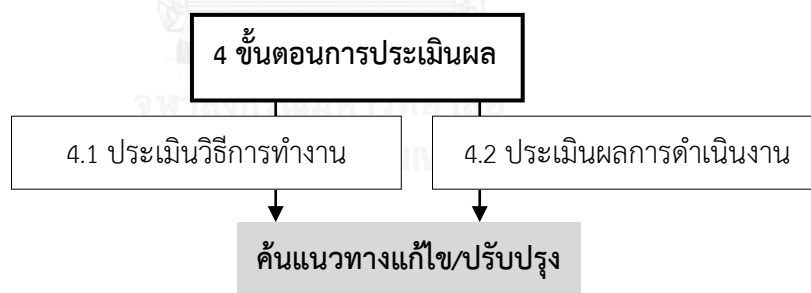 4 ขั้นตอนการประเมินผล
4.1 ประเมินวิธีการทำงาน
4.2 ประเมินผลการดำเนินงาน
ค้นแนวทางแก้ไข/ปรับปรุง